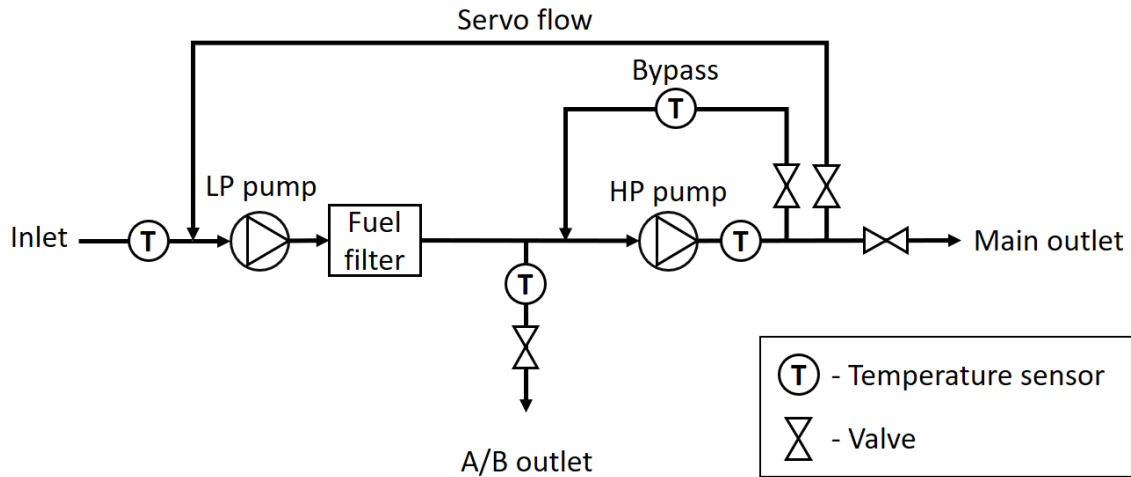 Servo flow
Bypass
LP pump
HP pump
Inlet
T
Fuel
filter
T
T
T
Main outlet
A/B outlet
T - Temperature sensor
- Valve